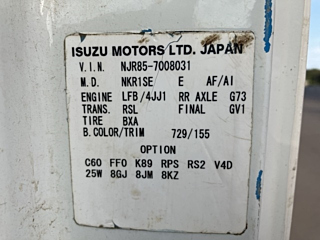 ISUZU MOTORS LTD. JAPAN
V.I.N. NJR85-7008031
M.D. NKR1SE E AF/AI
ENGINE LFB/4JJ1 RR AXLE G73
TRANS. RSL FINAL GV1
TIRE BXA
B.COLOR/TRIM 729/155
OPTION
C60 FF0 K89 RPS RS2 V4D
25W 8GJ 8JM 8KZ